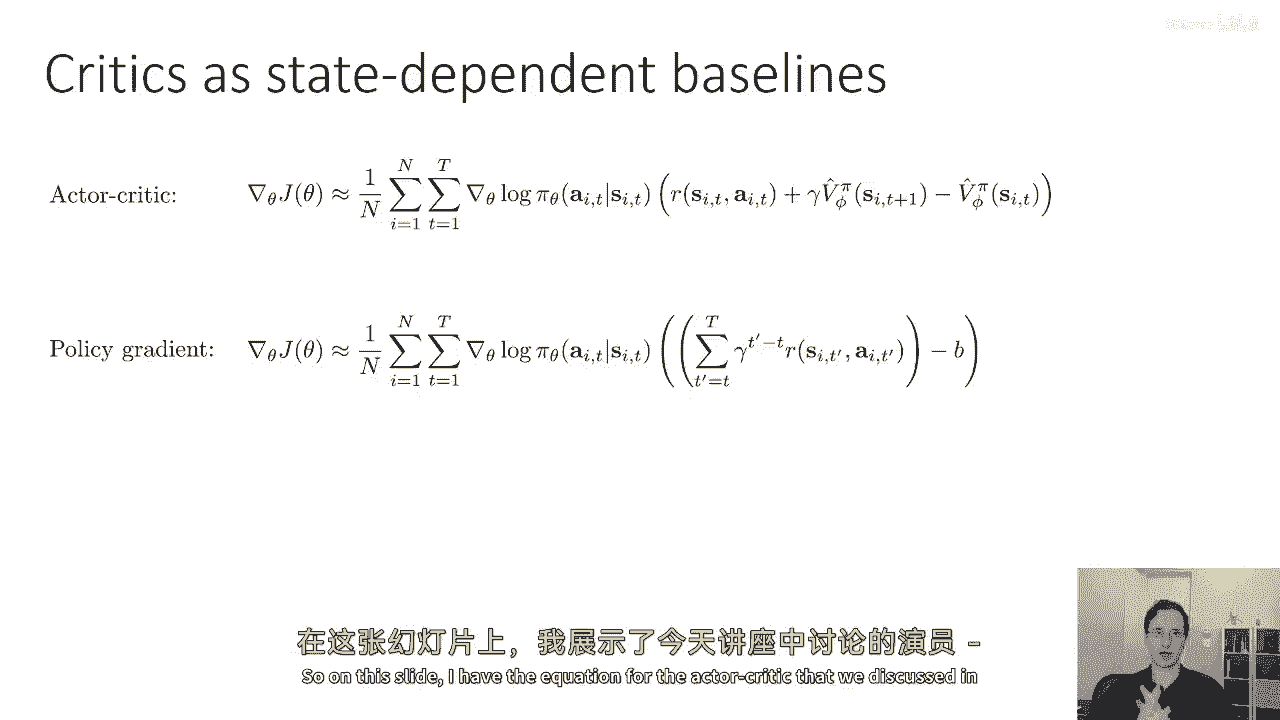 Critics as state-dependent baselines
Actor-critic: $\nabla_\theta J(\theta) \approx \frac{1}{N} \sum_{i=1}^{N} \sum_{t=1}^{T} \nabla_\theta \log \pi_\theta(\mathbf{a}_{i,t}|\mathbf{s}_{i,t}) \left( r(\mathbf{s}_{i,t}, \mathbf{a}_{i,t}) + \gamma \hat{V}_\phi^\pi(\mathbf{s}_{i,t+1}) - \hat{V}_\phi^\pi(\mathbf{s}_{i,t}) \right)$
Policy gradient: $\nabla_\theta J(\theta) \approx \frac{1}{N} \sum_{i=1}^{N} \sum_{t=1}^{T} \nabla_\theta \log \pi_\theta(\mathbf{a}_{i,t}|\mathbf{s}_{i,t}) \left( \left( \sum_{t'=t}^{T} \gamma^{t'-t} r(\mathbf{s}_{i,t'}, \mathbf{a}_{i,t'}) \right) - b \right)$
在这张幻灯片上，我展示了今天讲座中讨论的演员 -
So on this slide, I have the equation for the actor-critic that we discussed in